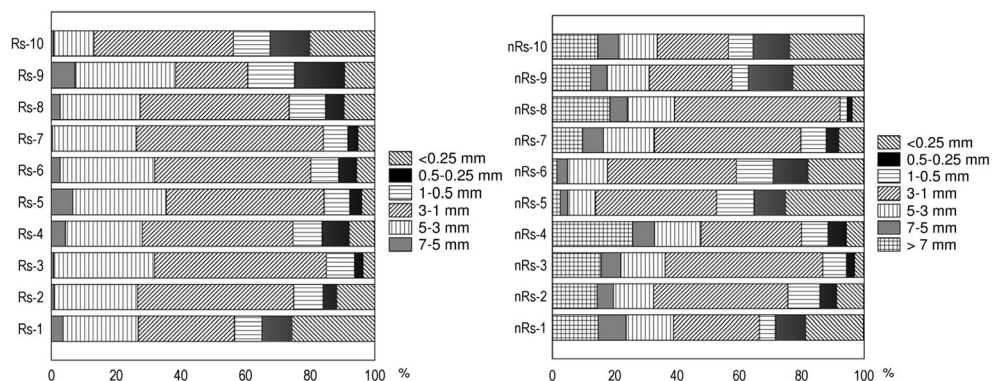 Rs-10
Rs-9
Rs-8
Rs-7
Rs-6
Rs-5
Rs-4
Rs-3
Rs-2
Rs-1
0 20 40 60 80 100 %
<0.25 mm
0.5-0.25 mm
1-0.5 mm
3-1 mm
5-3 mm
7-5 mm
nRs-10
nRs-9
nRs-8
nRs-7
nRs-6
nRs-5
nRs-4
nRs-3
nRs-2
nRs-1
0 20 40 60 80 100 %
<0.25 mm
0.5-0.25 mm
1-0.5 mm
3-1 mm
5-3 mm
7-5 mm
> 7 mm